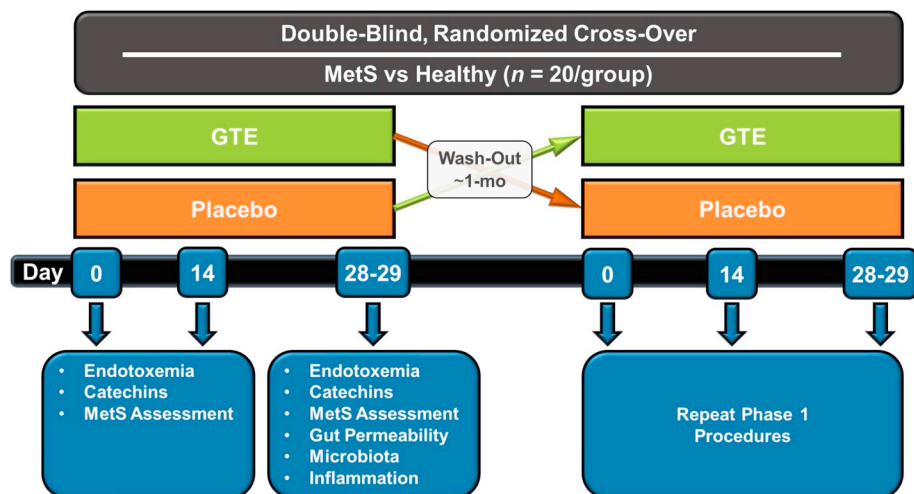 Double-Blind, Randomized Cross-Over
MetS vs Healthy (n = 20/group)
GTE
GTE
Wash-Out
~1-mo
Placebo
Placebo
Day 0 14 28-29 0 14 28-29
• Endotoxemia
• Catechins
• MetS Assessment
• Endotoxemia
• Catechins
• MetS Assessment
• Gut Permeability
• Microbiota
• Inflammation
Repeat Phase 1
Procedures